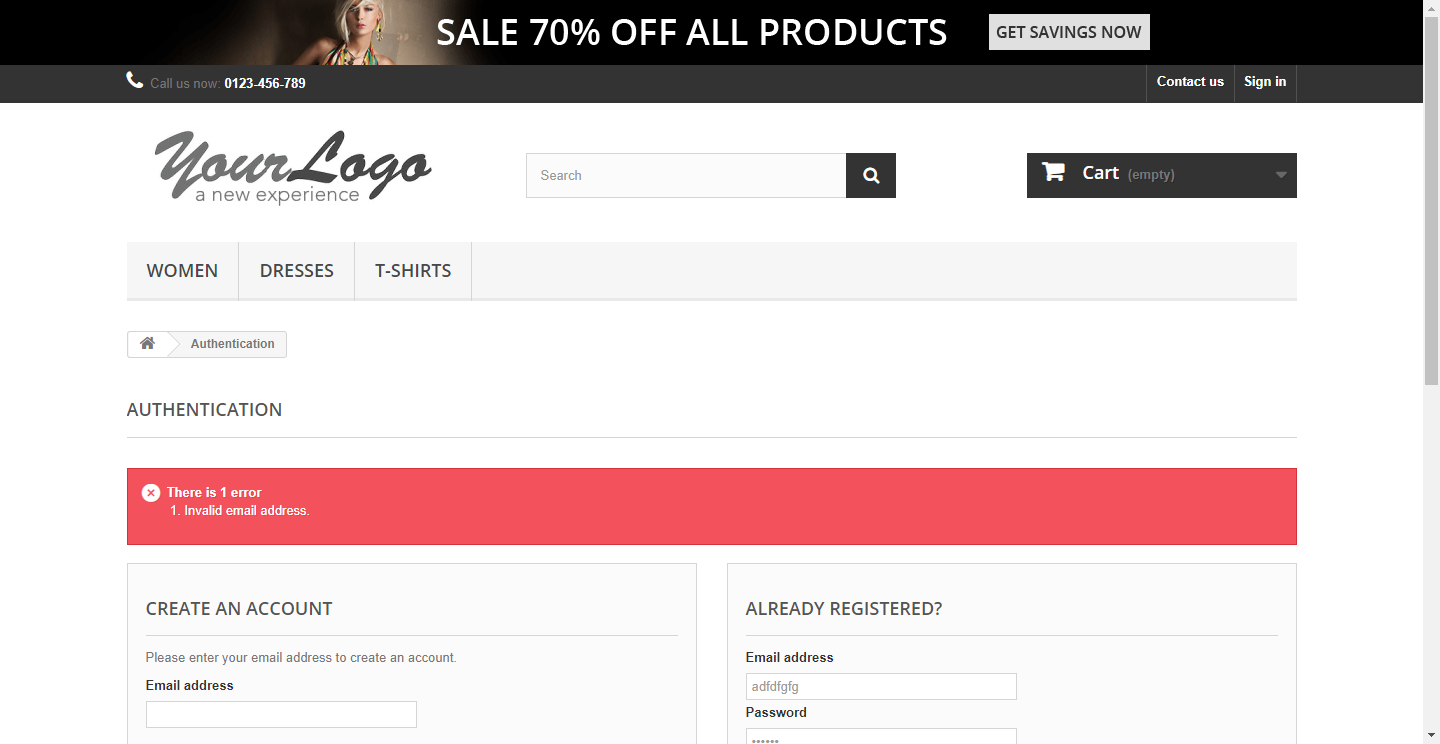 SALE 70% OFF ALL PRODUCTS GET SAVINGS NOW
Call us now: 0123-456-789 Contact us Sign in
YourLogo
a new experience
Search
Cart (empty)
WOMEN DRESSES T-SHIRTS
Authentication
AUTHENTICATION
There is 1 error
1. Invalid email address.
CREATE AN ACCOUNT
Please enter your email address to create an account.
Email address
ALREADY REGISTERED?
Email address
adfdfgfg
Password
••••••